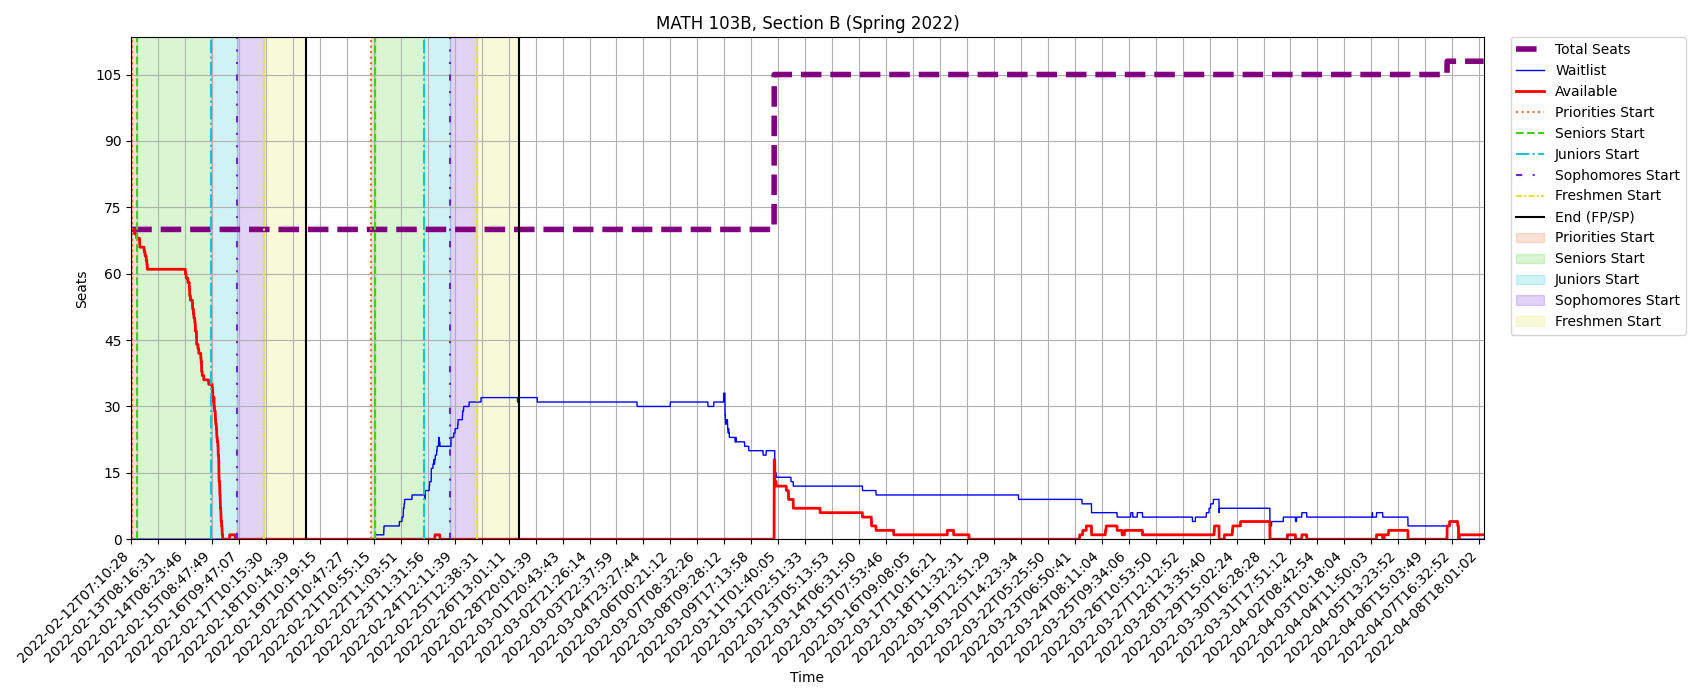 MATH 103B, Section B (Spring 2022)
Seats
105
90
75
60
45
30
15
0
2022-02-12T07:10:28
2022-02-13T08:16:31
2022-02-14T08:23:46
2022-02-15T08:47:49
2022-02-16T09:47:07
2022-02-17T10:15:30
2022-02-18T10:14:39
2022-02-19T10:19:15
2022-02-20T10:47:27
2022-02-21T10:55:15
2022-02-22T11:03:51
2022-02-23T11:31:56
2022-02-24T12:11:39
2022-02-25T12:38:31
2022-02-26T13:01:11
2022-02-28T20:01:39
2022-03-01T20:43:43
2022-03-02T21:26:14
2022-03-03T22:37:59
2022-03-04T23:27:44
2022-03-06T00:21:12
2022-03-07T08:32:26
2022-03-08T09:28:12
2022-03-09T17:13:58
2022-03-11T01:40:05
2022-03-12T02:51:33
2022-03-13T05:13:53
2022-03-14T06:31:50
2022-03-15T07:53:46
2022-03-16T09:08:05
2022-03-17T10:16:21
2022-03-18T11:32:31
2022-03-19T12:51:29
2022-03-20T14:23:34
2022-03-22T05:25:50
2022-03-23T06:50:41
2022-03-24T08:11:04
2022-03-25T09:34:06
2022-03-26T10:53:50
2022-03-27T12:12:52
2022-03-28T13:35:40
2022-03-29T15:02:24
2022-03-30T16:28:28
2022-03-31T17:51:12
2022-04-02T08:42:54
2022-04-03T10:18:04
2022-04-04T11:50:03
2022-04-05T13:23:52
2022-04-06T15:03:49
2022-04-07T16:32:52
2022-04-08T18:01:02
Time
Total Seats
Waitlist
Available
Priorities Start
Seniors Start
Juniors Start
Sophomores Start
Freshmen Start
End (FP/SP)
Priorities Start
Seniors Start
Juniors Start
Sophomores Start
Freshmen Start